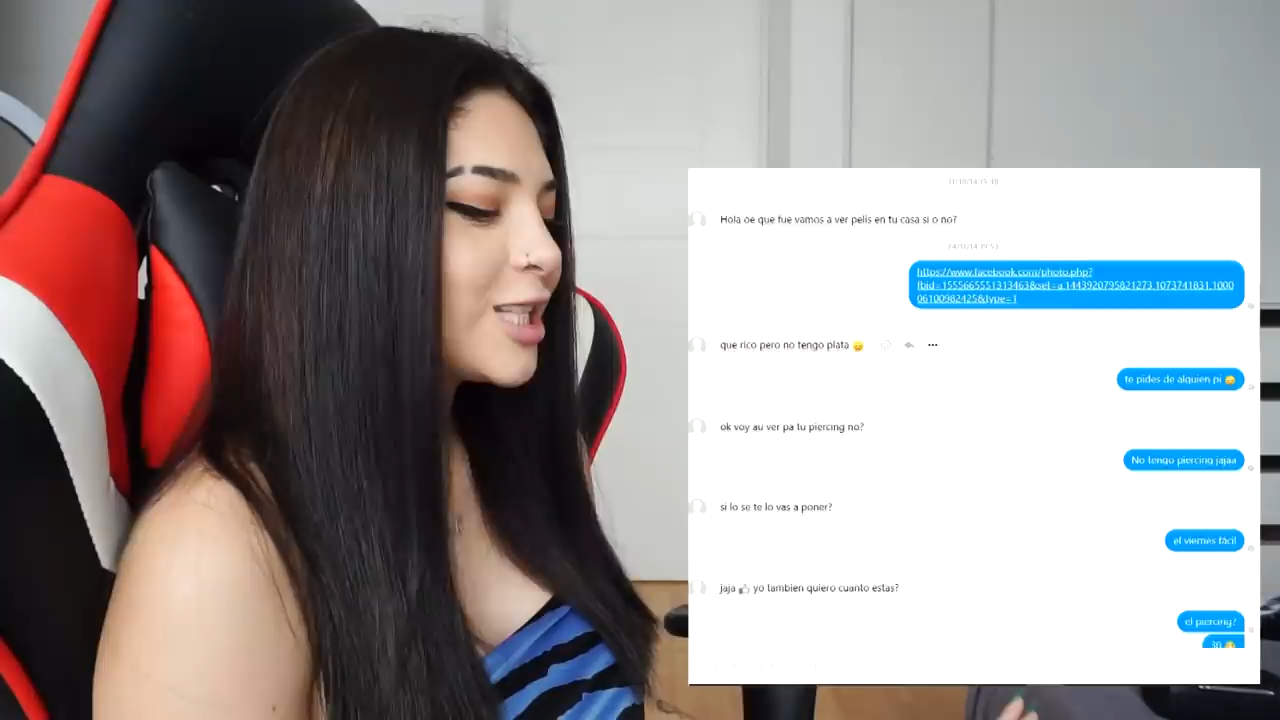 Hola oe que fue vamos a ver pelis en tu casa si o no?
https://www.facebook.com/photo.php?
fbid=1555665551313463&set=a.1443920795821273.1073741831.1000
06100982425&type=1
que rico pero no tengo plata 😞
te pides de alguien pi
ok voy au ver pa tu piercing no?
No tengo piercing jajaa
si lo se te lo vas a poner?
el viernes fácil
jaja 👍 yo tambien quiero cuanto estas?
el piercing?